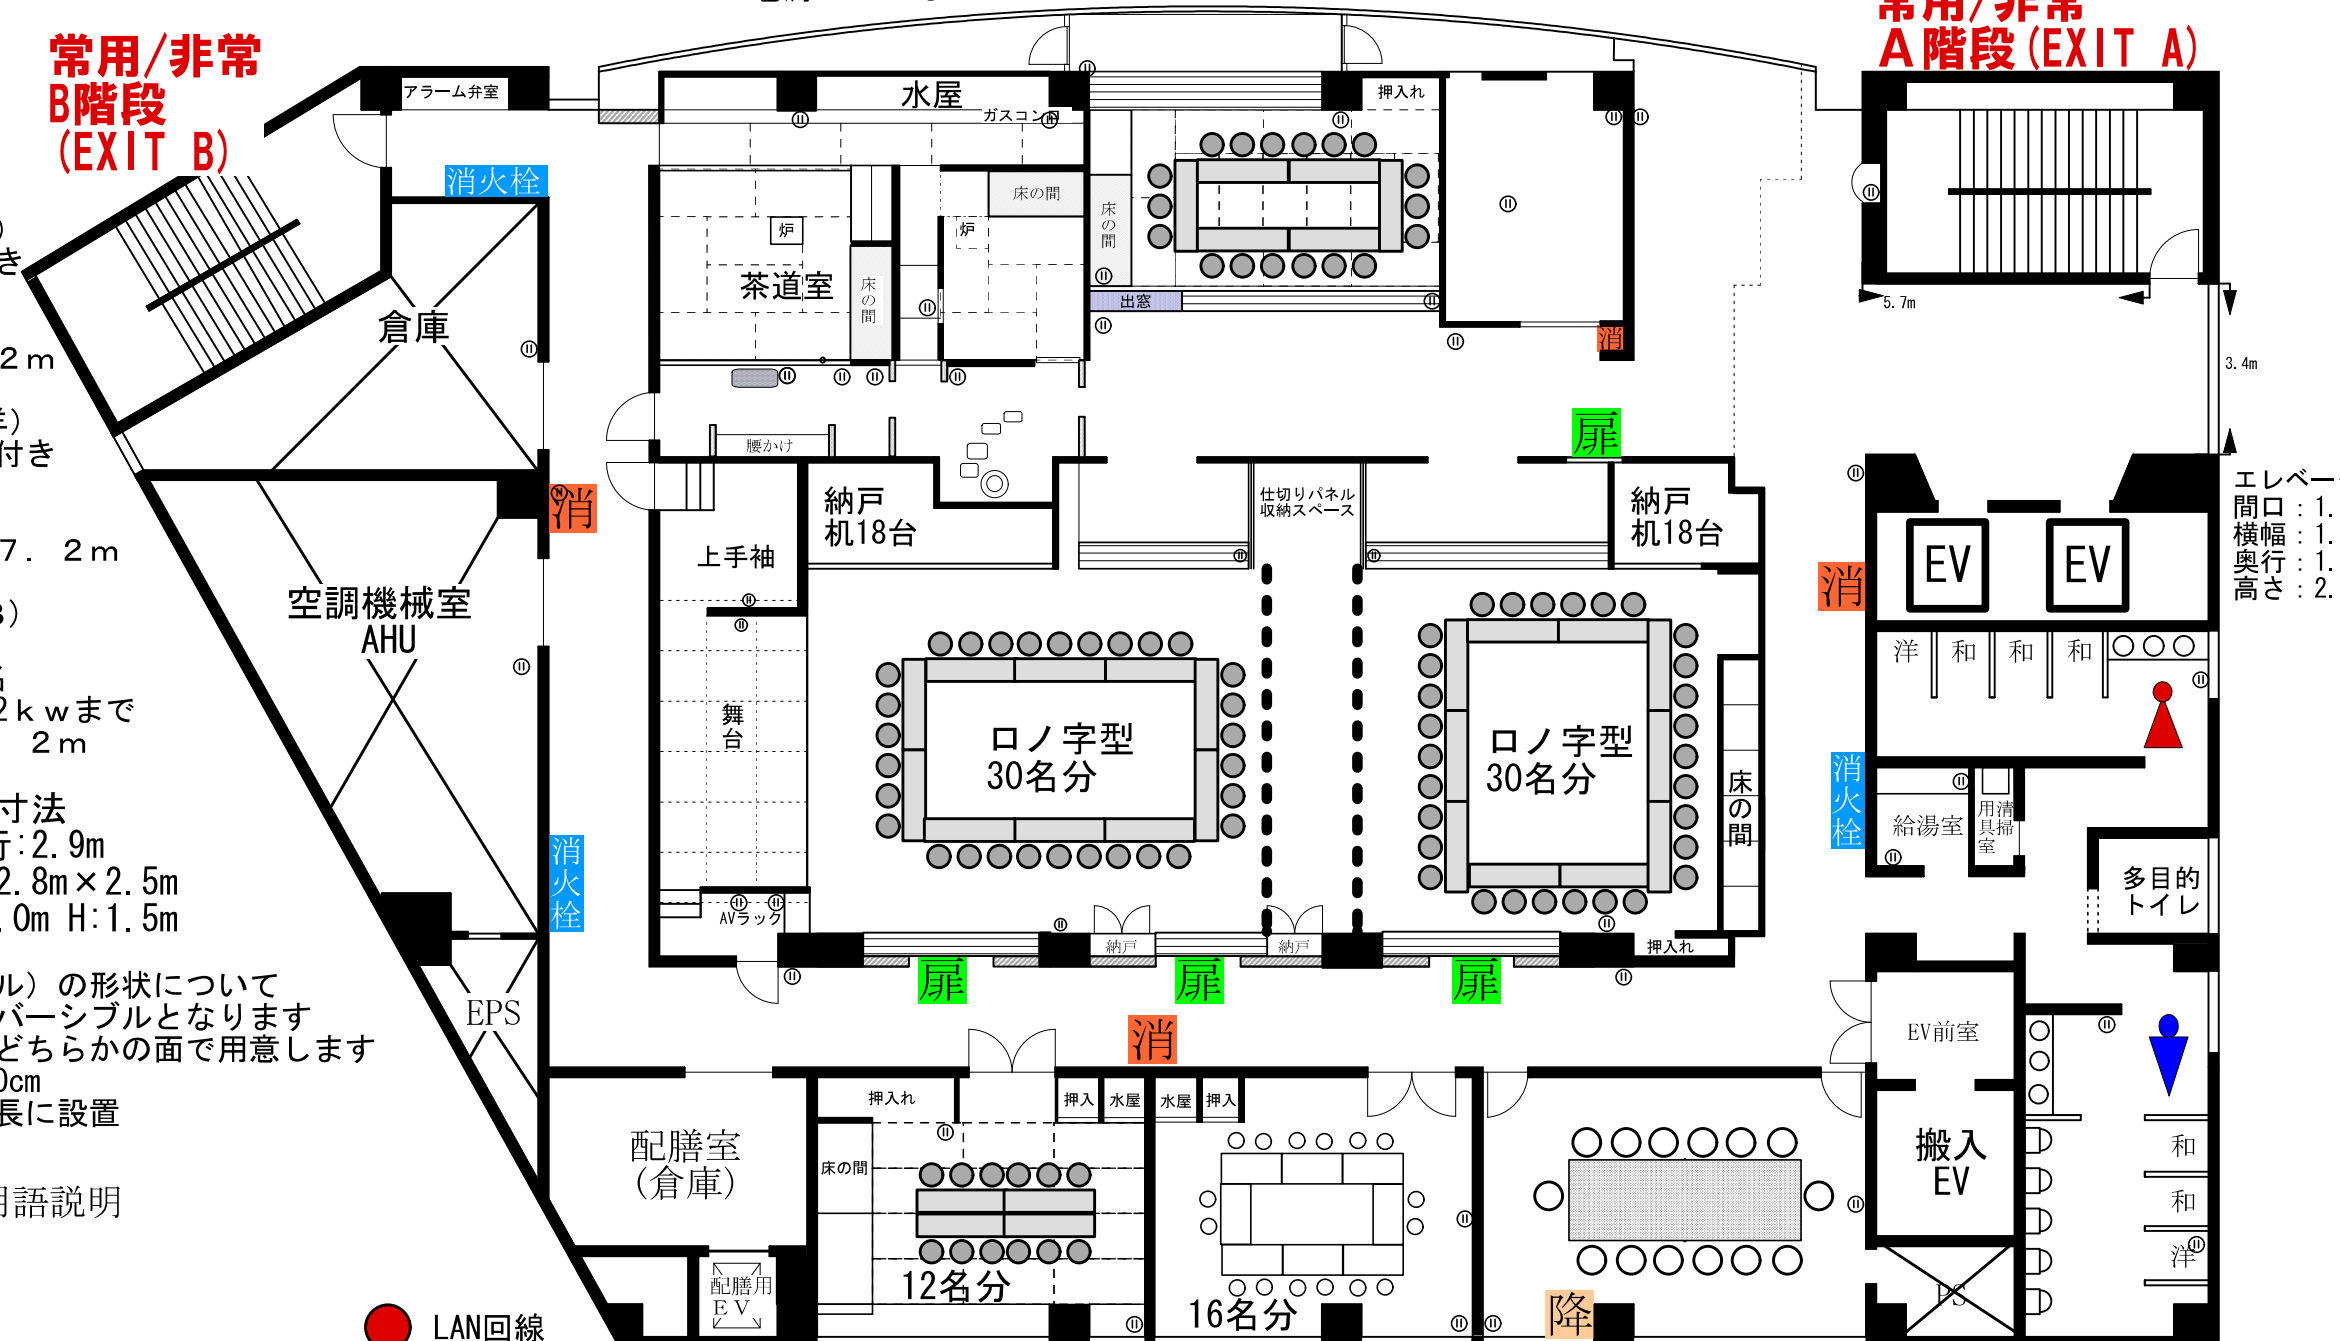 常用/非常
B階段
(EXIT B)
常用/非常
A階段(EXIT A)
アラーム弁室
水屋
ガスコンロ
押入れ
消火栓
床の間
炉
炉
床の間
茶道室
床の間
出窓
倉庫
消
5.7m
3.4m
き
2m
付き
腰かけ
扉
7. 2m
2kwまで
2m
寸法
行:2.9m
2.8m×2.5m
.0m H:1.5m
ル）の形状について
バーシブルとなります
どちらかの面で用意します
0cm
長に設置
用語説明
LAN回線
納戸
机18台
仕切りパネル
収納スペース
納戸
机18台
消
上手袖
エレベー
間口：1.
横幅：1.
奥行：1.
高さ：2.
EV
EV
消
空調機械室
AHU
洋
和
和
和
舞台
ロノ字型
30名分
ロノ字型
30名分
床の間
消火栓
給湯室
清掃
用具室
消火栓
多目的
トイレ
AVラック
納戸
納戸
押入れ
扉
扉
扉
EPS
消
EV前室
配膳室
(倉庫)
押入れ
押入
水屋
水屋
押入
床の間
搬入
EV
和
和
洋
12名分
16名分
配膳用
EV
降
PS